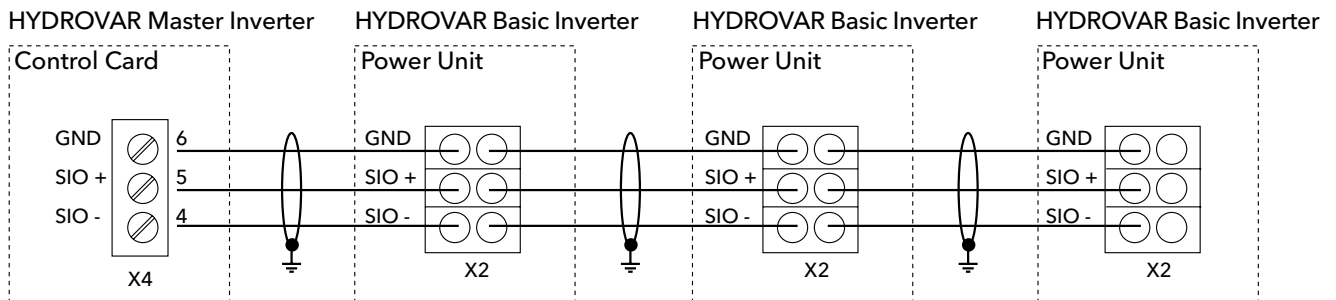 HYDROVAR Master Inverter HYDROVAR Basic Inverter HYDROVAR Basic Inverter HYDROVAR Basic Inverter
Control Card Power Unit Power Unit Power Unit
GND 6 GND GND GND
SIO + 5 SIO + SIO + SIO +
SIO - 4 SIO - SIO - SIO -
X4 X2 X2 X2